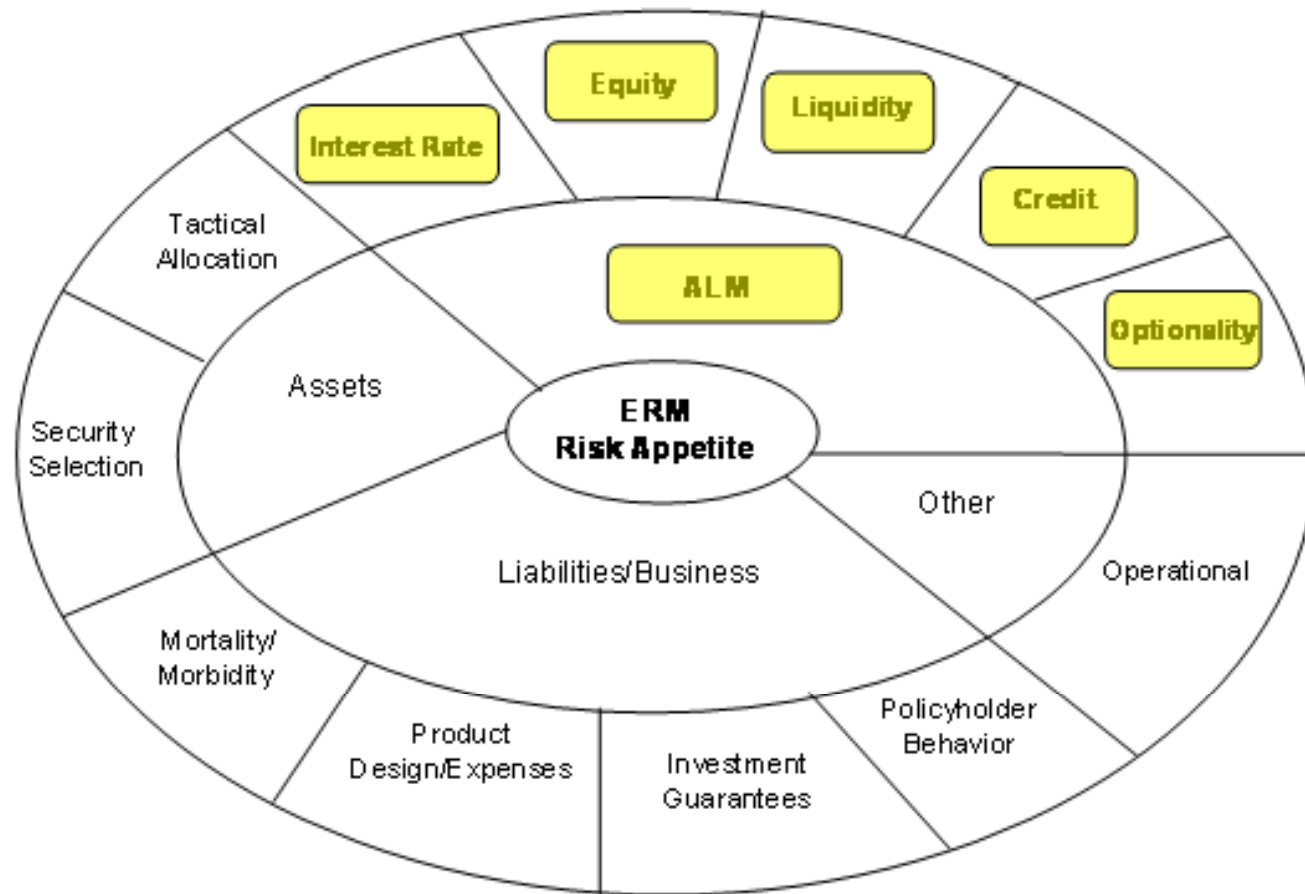 Equity
Liquidity
Interest Rate
Credit
Tactical
Allocation
ALM
Optionality
Assets
ERM
Risk Appetite
Security
Selection
Other
Liabilities/Business
Operational
Mortality/
Morbidity
Product
Design/Expenses
Investment
Guarantees
Policyholder
Behavior